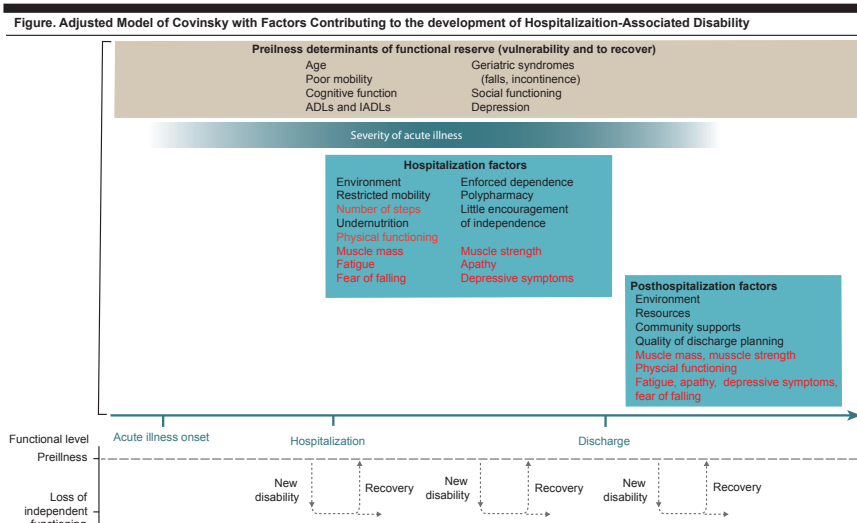 Figure. Adjusted Model of Covinsky with Factors Contributing to the development of Hospitalizaition-Associated Disability
Preilness determinants of functional reserve (vulnerability and to recover)
Age
Poor mobility
Cognitive function
ADLs and IADLs
Geriatric syndromes
(falls, incontinence)
Social functioning
Depression
Severity of acute illness
Hospitalization factors
Environment
Restricted mobility
Number of steps
Undernutrition
Physical functioning
Muscle mass
Fatigue
Fear of falling
Enforced dependence
Polypharmacy
Little encouragement
of independence
Muscle strength
Apathy
Depressive symptoms
Posthospitalization factors
Environment
Resources
Community supports
Quality of discharge planning
Muscle mass, musscle strength
Physcial functioning
Fatigue, apathy, depressive symptoms,
fear of falling
Functional level
Acute illness onset
Hospitalization
Discharge
Preillness
New
disability
Recovery
New
disability
Recovery
New
disability
Recovery
Loss of
independent
functioning